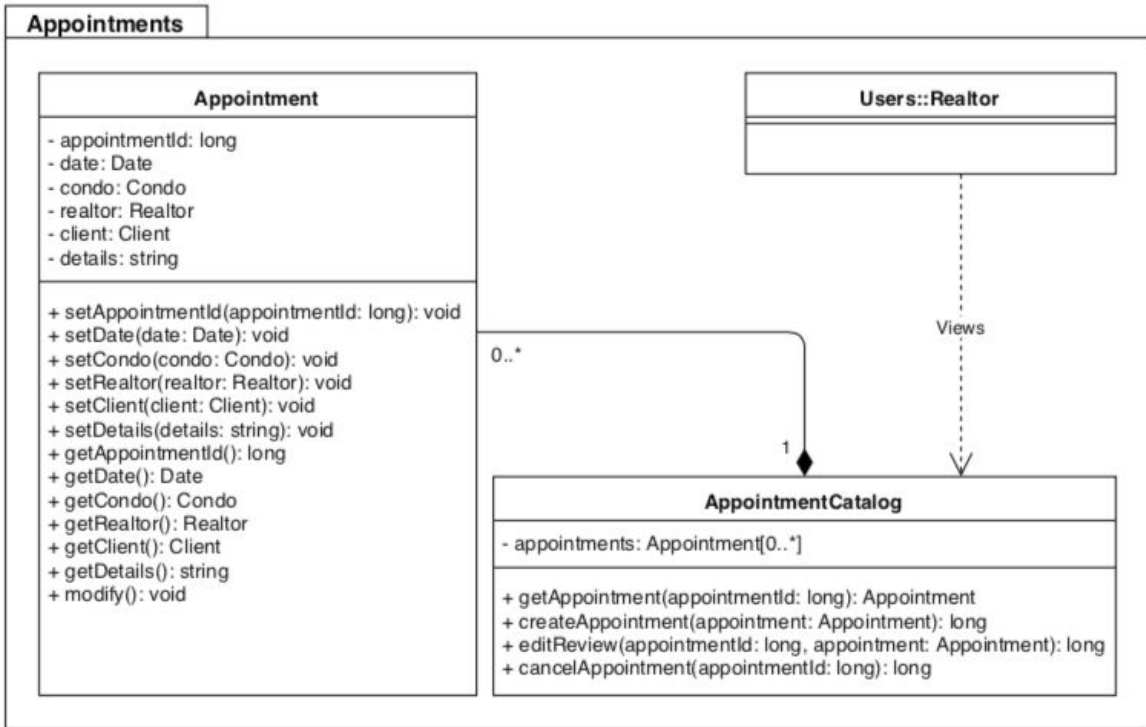 Appointments
Appointment
- appointmentId: long
- date: Date
- condo: Condo
- realtor: Realtor
- client: Client
- details: string
+ setAppointmentId(appointmentId: long): void
+ setDate(date: Date): void
+ setCondo(condo: Condo): void
+ setRealtor(realtor: Realtor): void
+ setClient(client: Client): void
+ setDetails(details: string): void
+ getAppointmentId(): long
+ getDate(): Date
+ getCondo(): Condo
+ getRealtor(): Realtor
+ getClient(): Client
+ getDetails(): string
+ modify(): void
Users::Realtor
Views
0..*
1
AppointmentCatalog
- appointments: Appointment[0..*]
+ getAppointment(appointmentId: long): Appointment
+ createAppointment(appointment: Appointment): long
+ editReview(appointmentId: long, appointment: Appointment): long
+ cancelAppointment(appointmentId: long): long